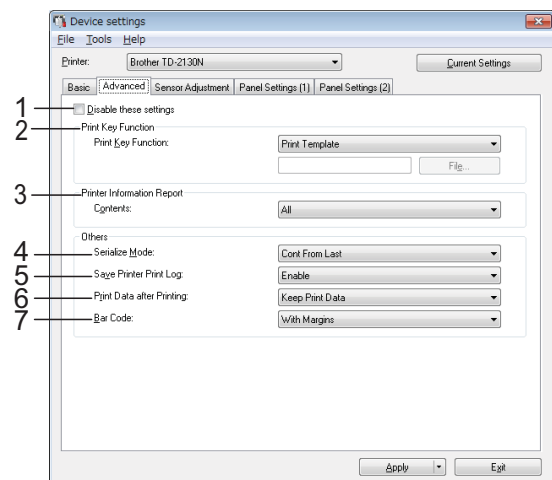 Device settings
File Tools Help
Printer: Brother TD-2130N Current Settings
Basic Advanced Sensor Adjustment Panel Settings (1) Panel Settings (2)
1 Disable these settings
2 Print Key Function
Print Key Function: Print Template
File...
3 Printer Information Report
Contents: All
Others
4 Serialize Mode: Cont From Last
5 Save Printer Print Log: Enable
6 Print Data after Printing: Keep Print Data
7 Bar Code: With Margins
Apply Exit